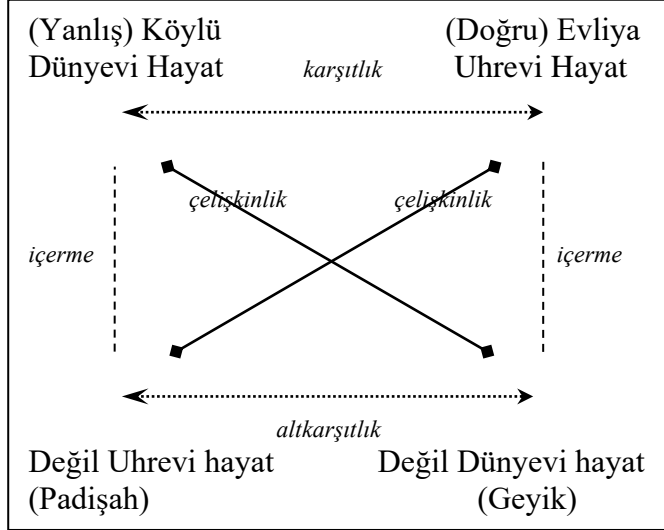 (Yanlış) Köylü
Dünyevi Hayat
(Doğru) Evliya
Uhrevi Hayat
karşıtlık
çelişkinlik
çelişkinlik
içerme
içerme
altkarşıtlık
Değil Uhrevi hayat
(Padişah)
Değil Dünyevi hayat
(Geyik)